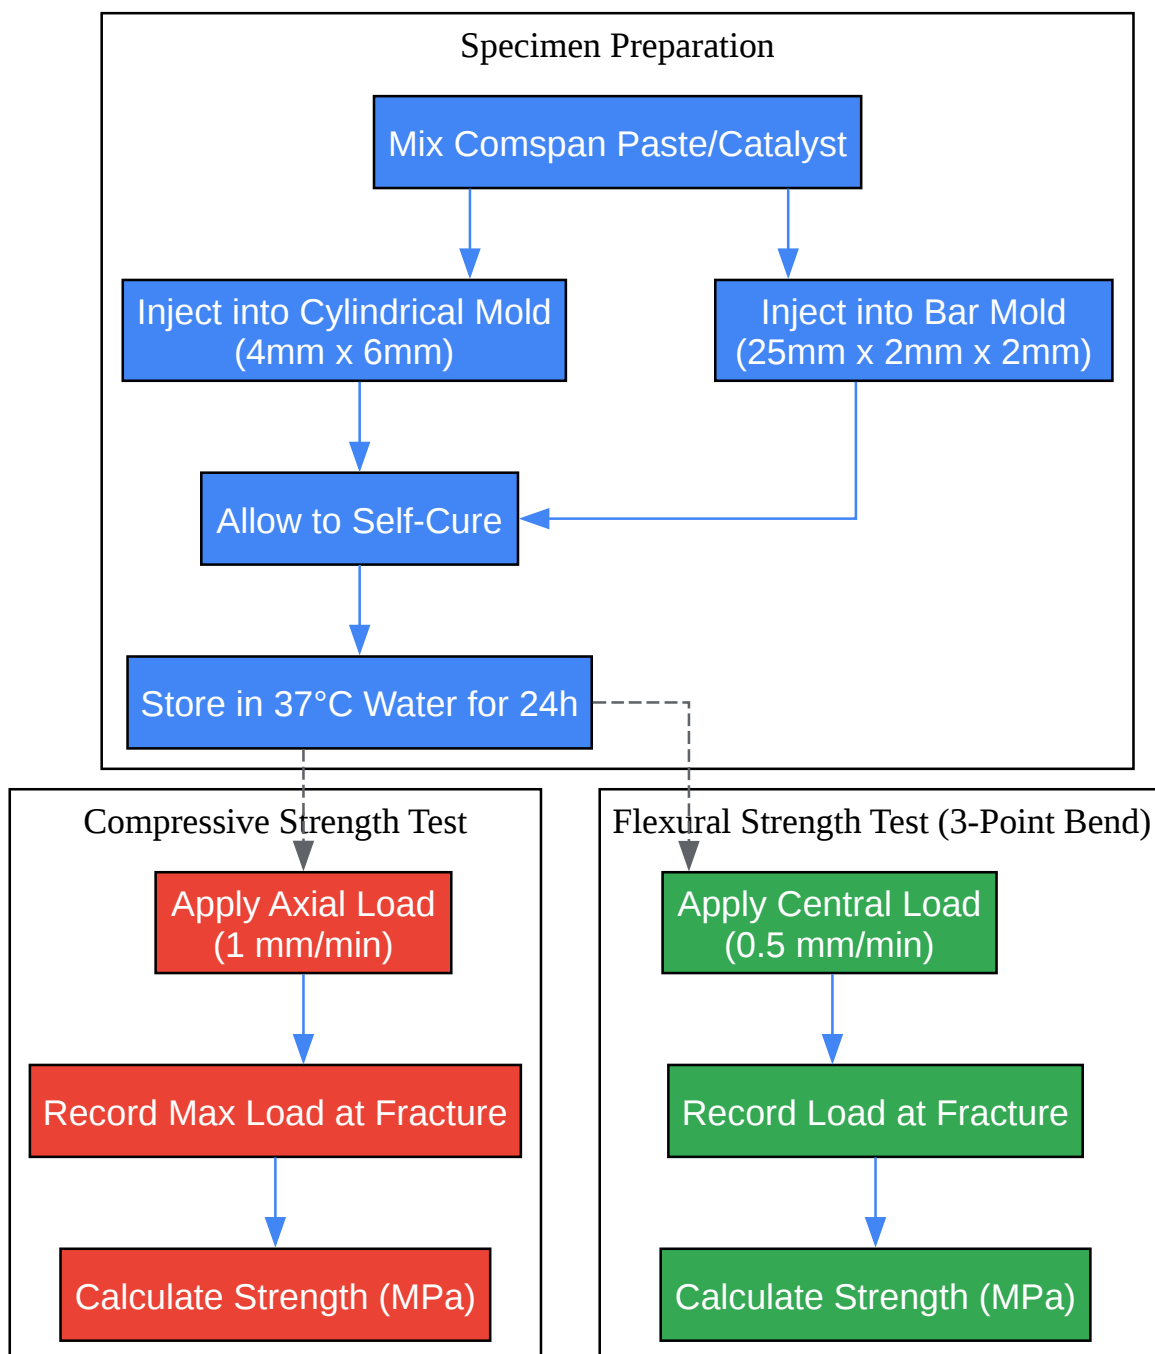 Specimen Preparation
Mix Comspan Paste/Catalyst
Inject into Cylindrical Mold
(4mm x 6mm)
Inject into Bar Mold
(25mm x 2mm x 2mm)
Allow to Self-Cure
Store in 37°C Water for 24h
Compressive Strength Test
Apply Axial Load
(1 mm/min)
Record Max Load at Fracture
Calculate Strength (MPa)
Flexural Strength Test (3-Point Bend)
Apply Central Load
(0.5 mm/min)
Record Load at Fracture
Calculate Strength (MPa)